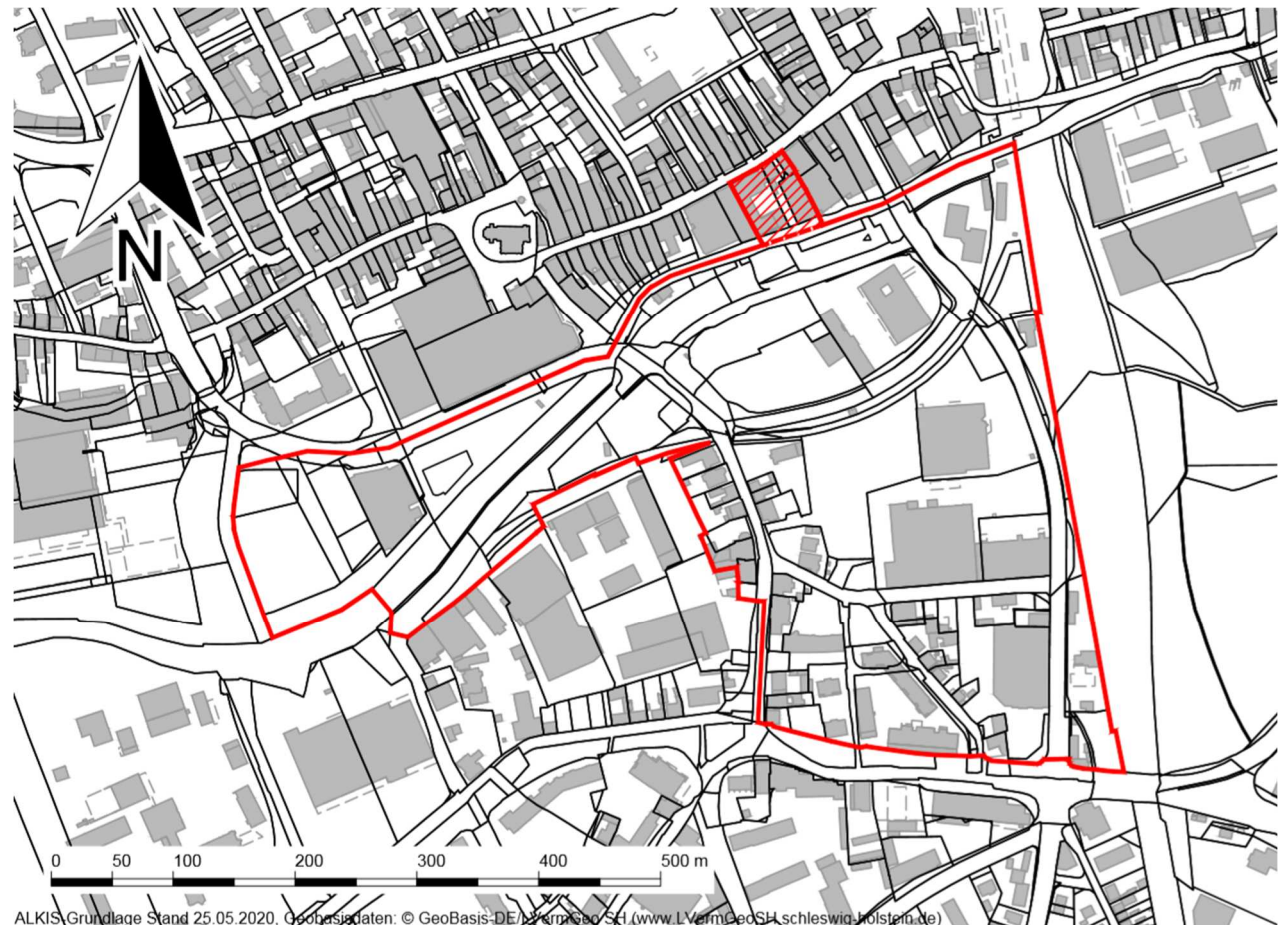 N
0 50 100 200 300 400 500 m
ALKIS-Grundlage Stand 25.05.2020, Geobasisdaten: © GeoBasis-DE/LVermGeo SH (www.LVermGeoSH.schleswig-holstein.de)